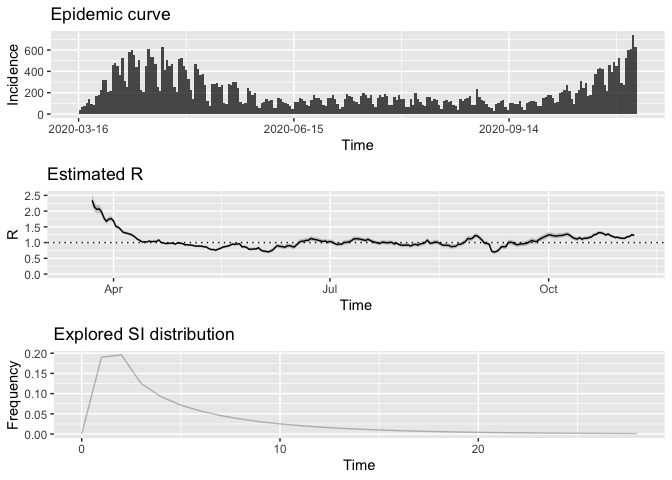 Epidemic curve
Incidence
600
400
200
0
2020-03-16 2020-06-15 2020-09-14
Time
Estimated R
R
2.5
2.0
1.5
1.0
0.5
0.0
Apr Jul Oct
Time
Explored SI distribution
Frequency
0.20
0.15
0.10
0.05
0.00
0 10 20
Time